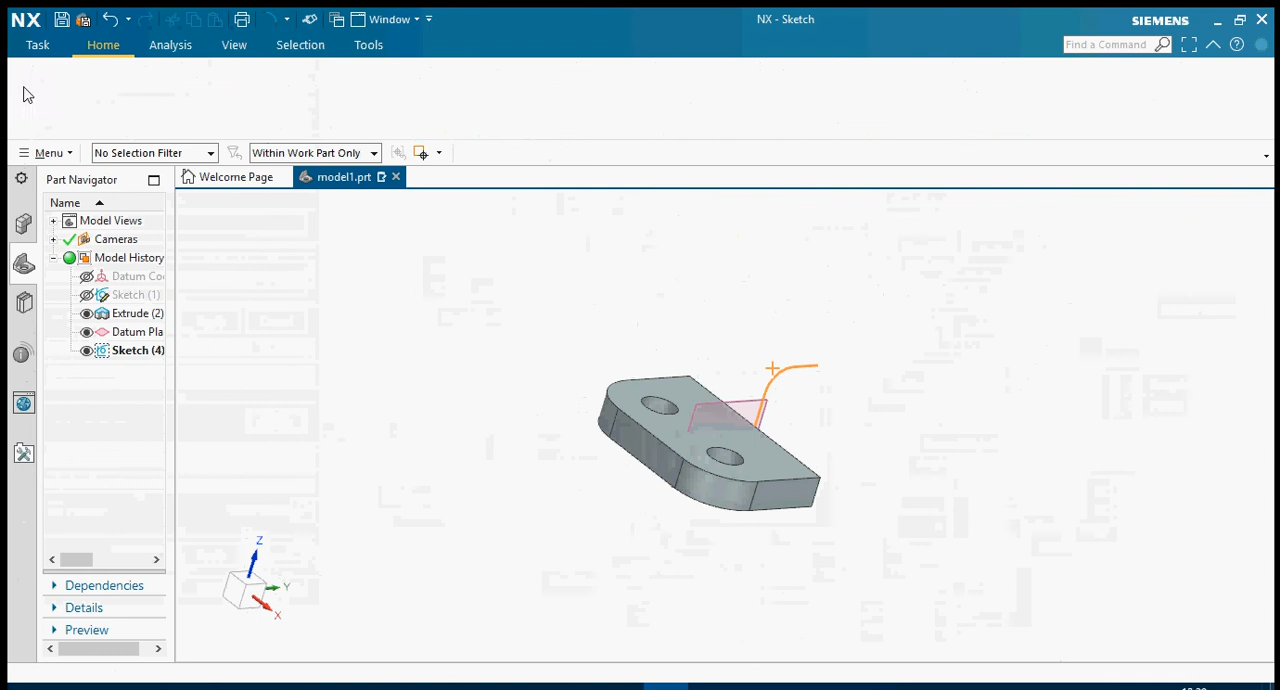 NX
Window
NX - Sketch
SIEMENS
Task
Home
Analysis
View
Selection
Tools
Find a Command
Menu
No Selection Filter
Within Work Part Only
Part Navigator
Welcome Page
model1.prt
Name
Model Views
Cameras
Model History
Datum Co
Sketch (1)
Extrude (2)
Datum Pla
Sketch (4)
Z
Y
X
Dependencies
Details
Preview